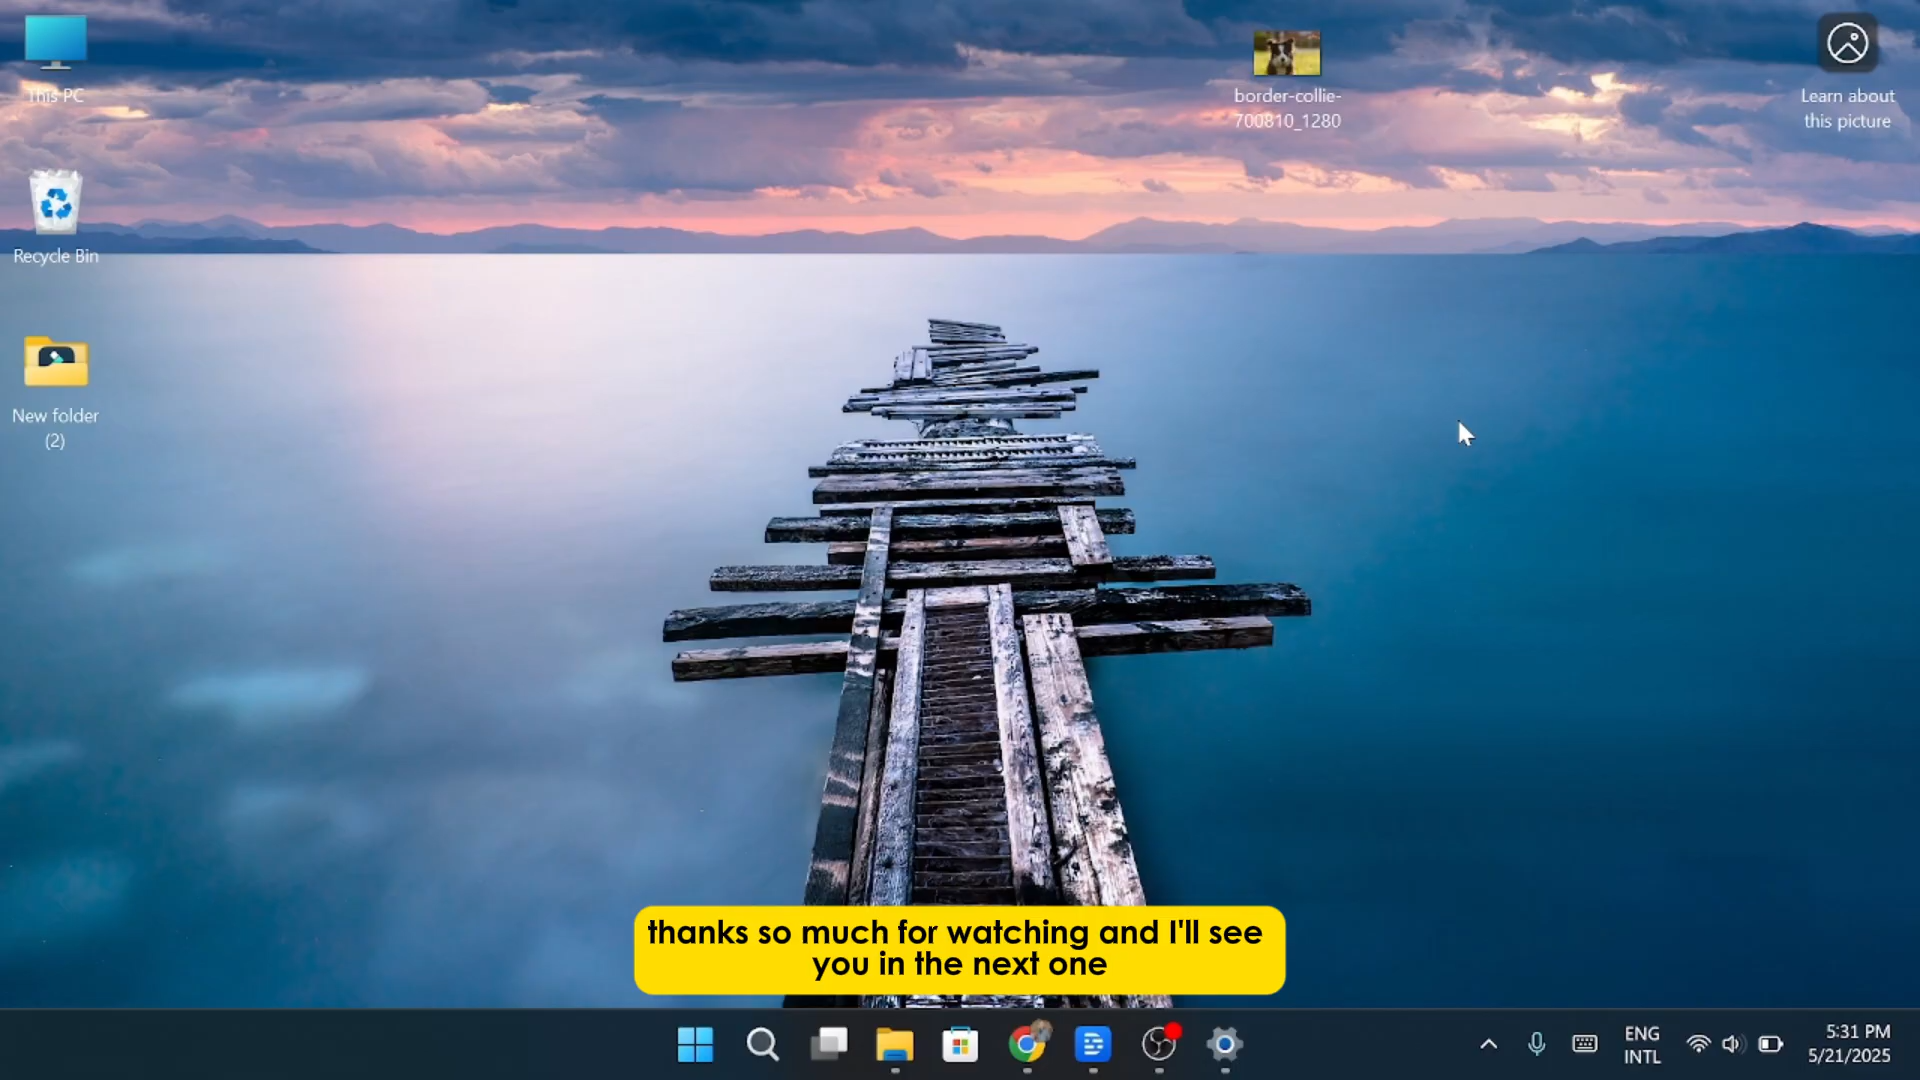 This PC
border-collie-
700810_1280
Learn about
this picture
Recycle Bin
New folder
(2)
thanks so much for watching and I'll see
you in the next one
ENG
INTL
5:31 PM
5/21/2025